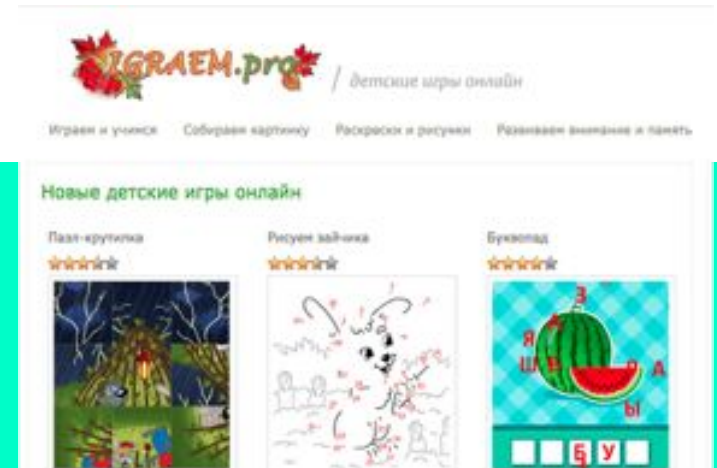 IGRAEM.pro / детские игры онлайн
Играем и учимся Собираем картинку Раскраски и рисунки Развиваем внимание и память
Новые детские игры онлайн
Пазл-крутилка Рисуем зайчика Буквопад
З
Д
Я
Ш В О А
Ы
Б У